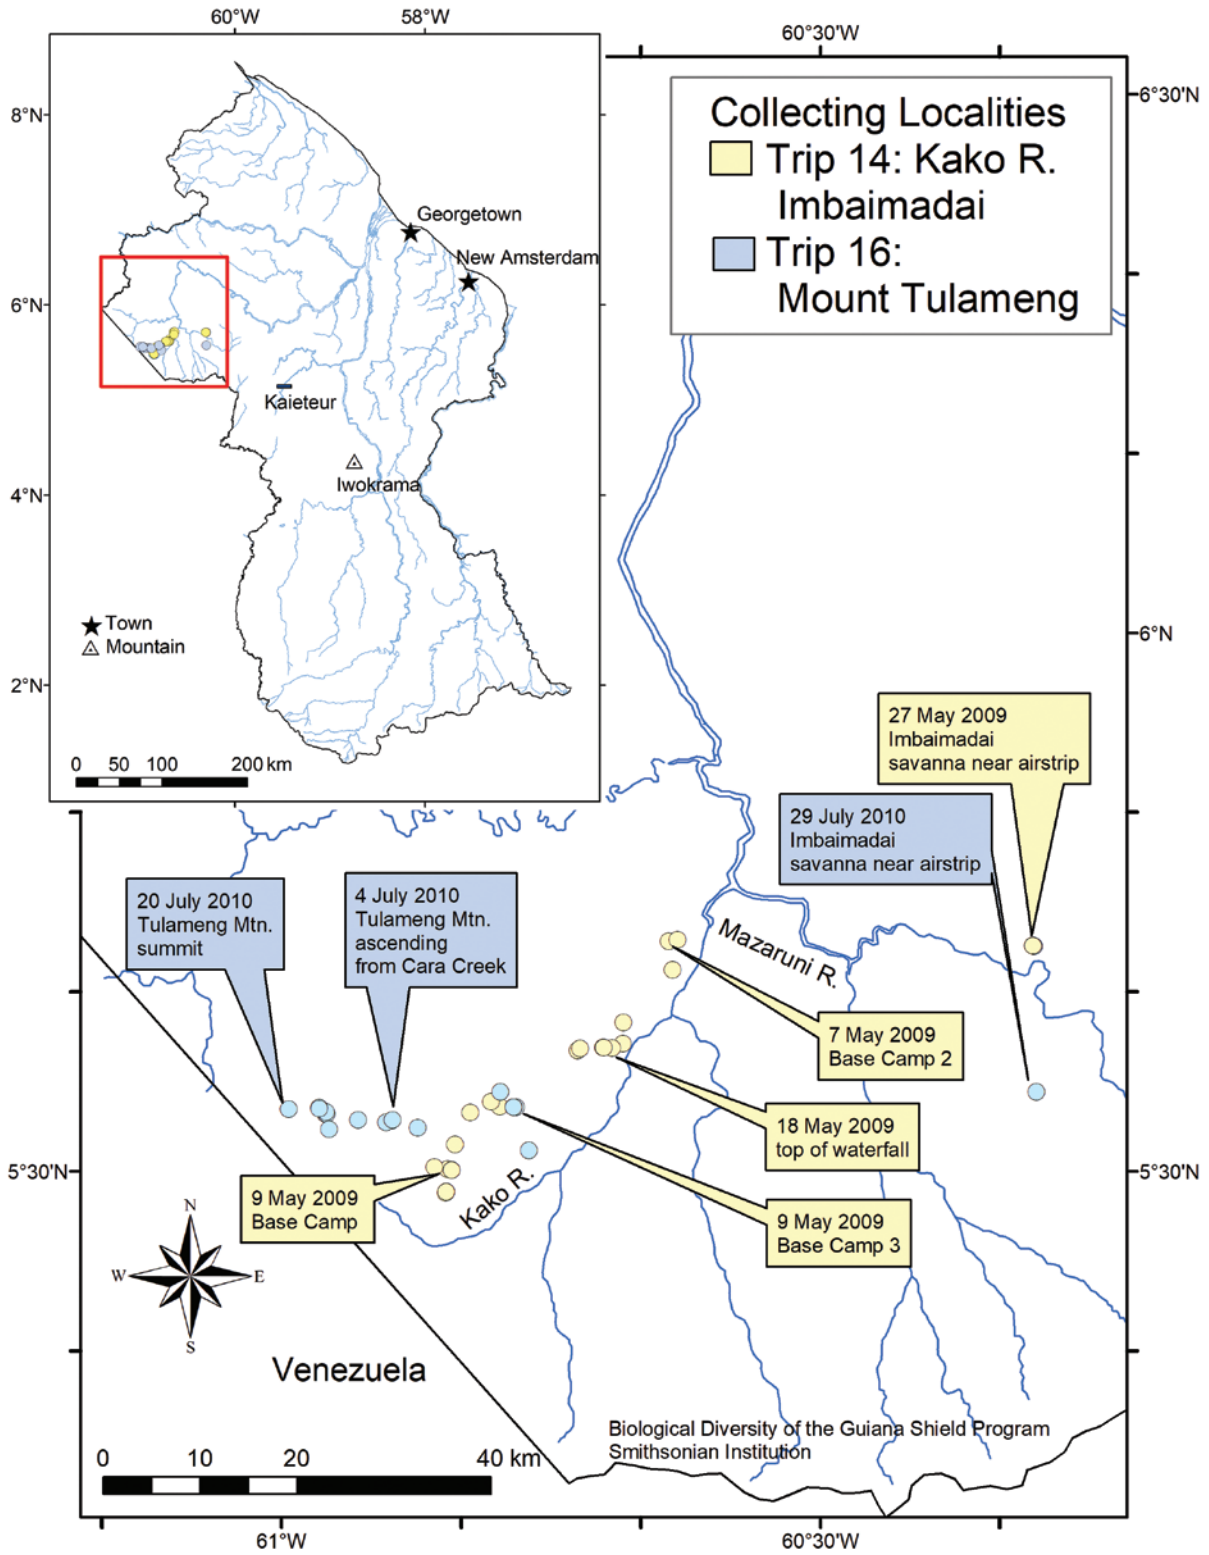 60°W
58°W
60°30'W
8°N
6°N
4°N
2°N
Georgetown
New Amsterdam
Kaieteur
Iwokrama
Town
Mountain
0 50 100 200 km
Collecting Localities
Trip 14: Kako R.
Imbaimadai
Trip 16:
Mount Tulameng
6°30'N
6°N
27 May 2009
Imbaimadai
savanna near airstrip
29 July 2010
Imbaimadai
savanna near airstrip
20 July 2010
Tulameng Mtn.
summit
4 July 2010
Tulameng Mtn.
ascending
from Cara Creek
Mazaruni R.
7 May 2009
Base Camp 2
18 May 2009
top of waterfall
5°30'N
5°30'N
9 May 2009
Base Camp
Kako R.
9 May 2009
Base Camp 3
N
W
E
S
Venezuela
Biological Diversity of the Guiana Shield Program
Smithsonian Institution
0 10 20 40 km
61°W
60°30'W